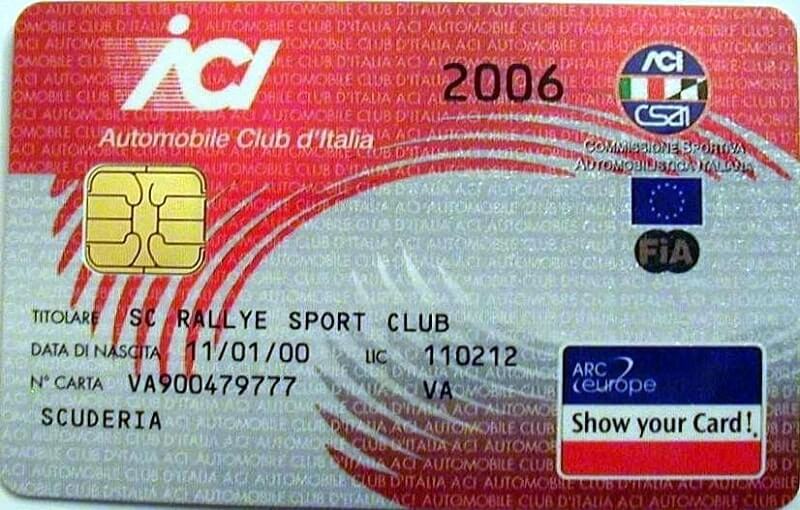 ACI
2006
ACI
CSAI
Automobile Club d'Italia
COMMISSIONE SPORTIVA
AUTOMOBILISTICA ITALIANA
FiA
TITOLARE SC RALLYE SPORT CLUB
DATA DI NASCITA 11/01/00 LIC 110212
N° CARTA VA900479777 VA
SCUDERIA
ARC
europe
Show your Card!